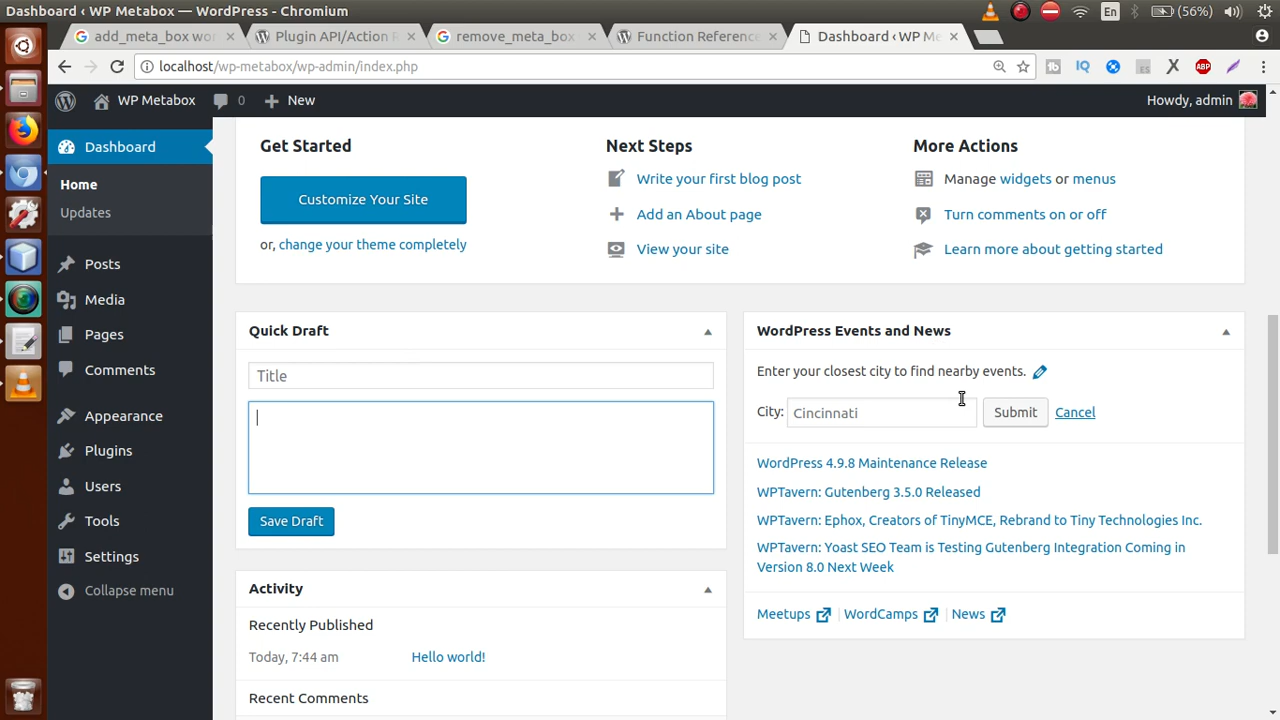 Dashboard ‹ WP Metabox — WordPress - Chromium
En
(56%)
add_meta_box wor
Plugin API/Action R
remove_meta_box
Function Reference
Dashboard ‹ WP Me
localhost/wp-metabox/wp-admin/index.php
tb
IQ
ES
ABP
WP Metabox
0
New
Howdy, admin
Dashboard
Home
Updates
Posts
Media
Pages
Comments
Appearance
Plugins
Users
Tools
Settings
Collapse menu
Get Started
Customize Your Site
or, change your theme completely
Next Steps
Write your first blog post
Add an About page
View your site
More Actions
Manage widgets or menus
Turn comments on or off
Learn more about getting started
Quick Draft
Title
Save Draft
Activity
Recently Published
Today, 7:44 am Hello world!
Recent Comments
WordPress Events and News
Enter your closest city to find nearby events.
City: Cincinnati Submit Cancel
WordPress 4.9.8 Maintenance Release
WPTavern: Gutenberg 3.5.0 Released
WPTavern: Ephox, Creators of TinyMCE, Rebrand to Tiny Technologies Inc.
WPTavern: Yoast SEO Team is Testing Gutenberg Integration Coming in
Version 8.0 Next Week
Meetups | WordCamps | News